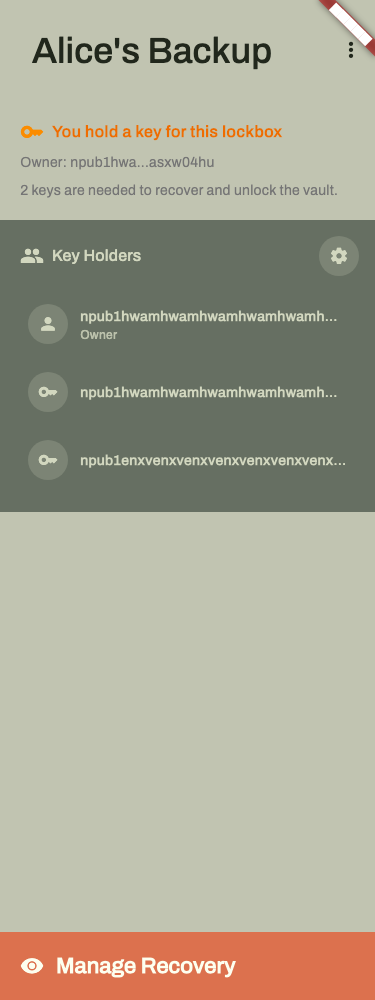 Alice's Backup
You hold a key for this lockbox
Owner: npub1hwa...asxw04hu
2 keys are needed to recover and unlock the vault.
Key Holders
npub1hwamhwamhwamhwamhwamh...
Owner
npub1hwamhwamhwamhwamhwamh...
npub1enxvenxvenxvenxvenxvenxvenx...
Manage Recovery